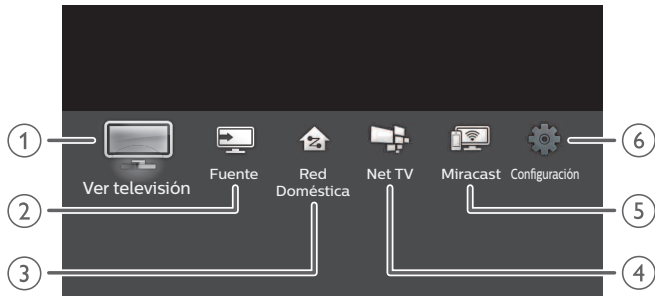 1
Ver televisión
2
Fuente
3
Red
Doméstica
Net TV
4
Miracast
5
Configuración
6